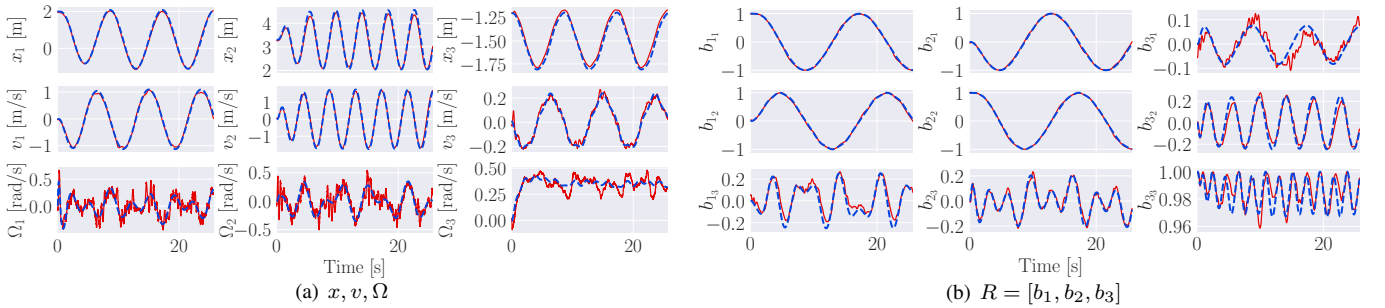 x₁ [m]
2
0
x₂ [m]
4
3
2
x₃ [m]
−1.25
−1.50
−1.75
v₁ [m/s]
1
0
−1
v₂ [m/s]
1
0
−1
v₃ [m/s]
0.2
0.0
−0.2
Ω₁ [rad/s]
0.5
0.0
0
20
Ω₂ [rad/s]
0.5
0.0
−0.5
0
20
Ω₃ [rad/s]
0.50
0.25
0.00
0
20
Time [s]
(a) x, v, Ω
b₁₁
1
0
−1
b₂₁
1
0
−1
b₃₁
0.1
0.0
−0.1
b₁₂
1
0
−1
b₂₂
1
0
−1
b₃₂
0.2
0.0
−0.2
b₁₃
0.2
0.0
−0.2
0
20
b₂₃
0.2
0.0
−0.2
0
20
b₃₃
1.00
0.98
0.96
0
20
Time [s]
(b) R = [b₁, b₂, b₃]